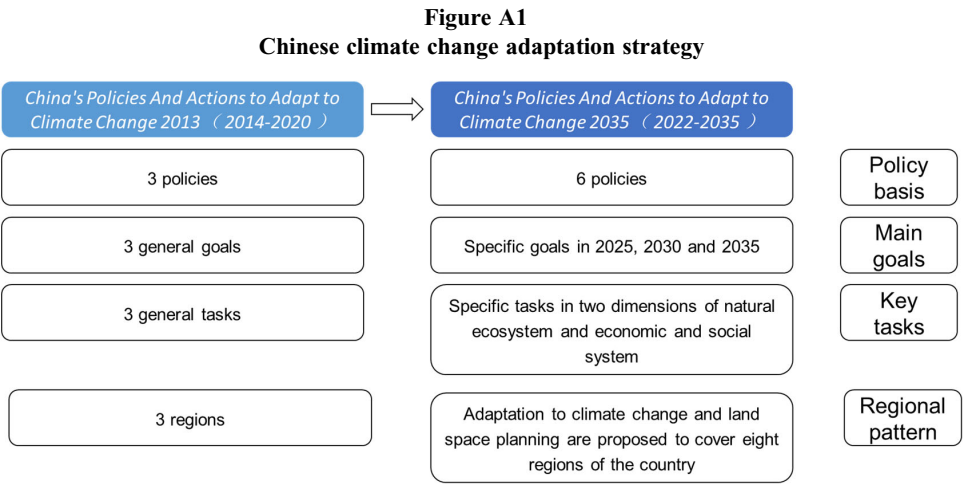 Figure A1
Chinese climate change adaptation strategy
China's Policies And Actions to Adapt to
Climate Change 2013 （ 2014-2020 ）
China's Policies And Actions to Adapt to
Climate Change 2035 （ 2022-2035 ）
3 policies
6 policies
Policy
basis
3 general goals
Specific goals in 2025, 2030 and 2035
Main
goals
3 general tasks
Specific tasks in two dimensions of natural
ecosystem and economic and social
system
Key
tasks
3 regions
Adaptation to climate change and land
space planning are proposed to cover eight
regions of the country
Regional
pattern